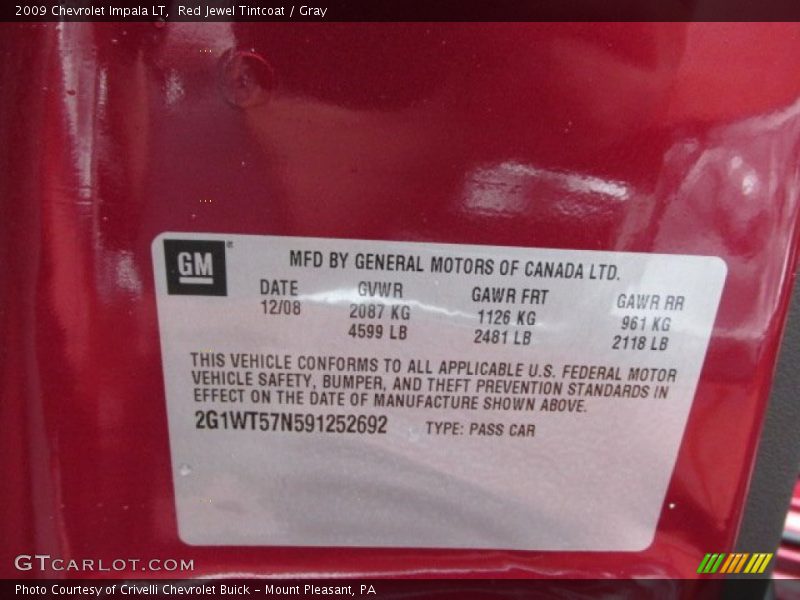 2009 Chevrolet Impala LT, Red Jewel Tintcoat / Gray
GM
MFD BY GENERAL MOTORS OF CANADA LTD.
DATE GVWR GAWR FRT GAWR RR
12/08 2087 KG 1126 KG 961 KG
4599 LB 2481 LB 2118 LB
THIS VEHICLE CONFORMS TO ALL APPLICABLE U.S. FEDERAL MOTOR
VEHICLE SAFETY, BUMPER, AND THEFT PREVENTION STANDARDS IN
EFFECT ON THE DATE OF MANUFACTURE SHOWN ABOVE.
2G1WT57N591252692 TYPE: PASS CAR
GTCARLOT.COM
Photo Courtesy of Crivelli Chevrolet Buick - Mount Pleasant, PA